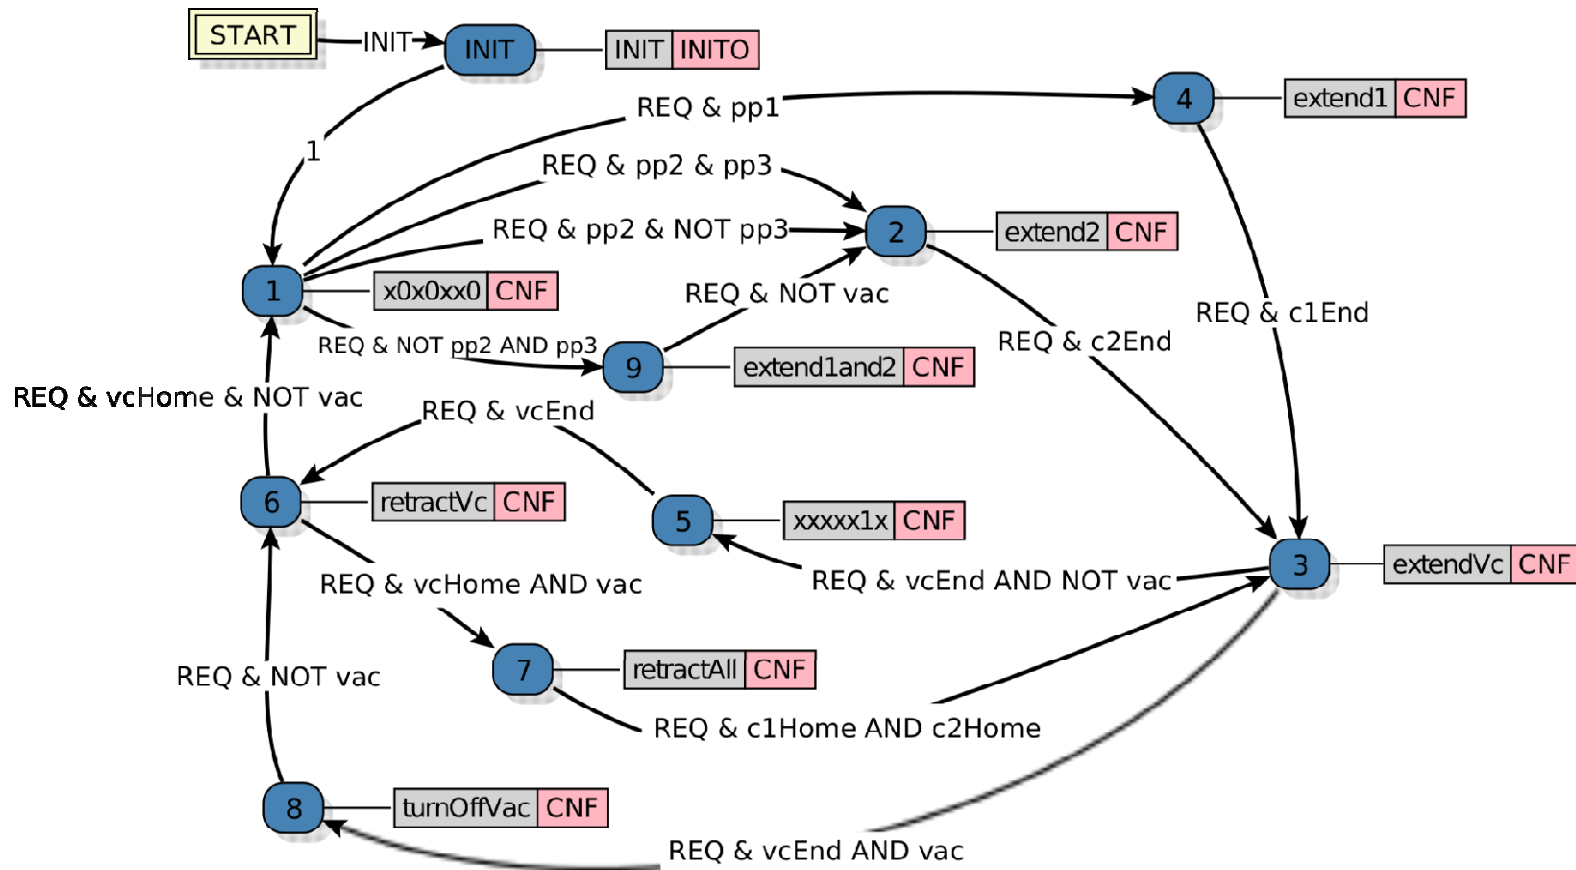 START
INIT
INIT
INIT INITO
REQ & pp1
4
extend1 CNF
1
REQ & pp2 & pp3
REQ & pp2 & NOT pp3
2
extend2 CNF
1
x0x0xx0 CNF
REQ & NOT vac
REQ & c1End
REQ & NOT pp2 AND pp3
REQ & c2End
9
extend1and2 CNF
REQ & vcHome & NOT vac
REQ & vcEnd
6
retractVc CNF
5
xxxxx1x CNF
3
extendVc CNF
REQ & vcHome AND vac
REQ & vcEnd AND NOT vac
7
retractAll CNF
REQ & NOT vac
REQ & c1Home AND c2Home
8
turnOffVac CNF
REQ & vcEnd AND vac